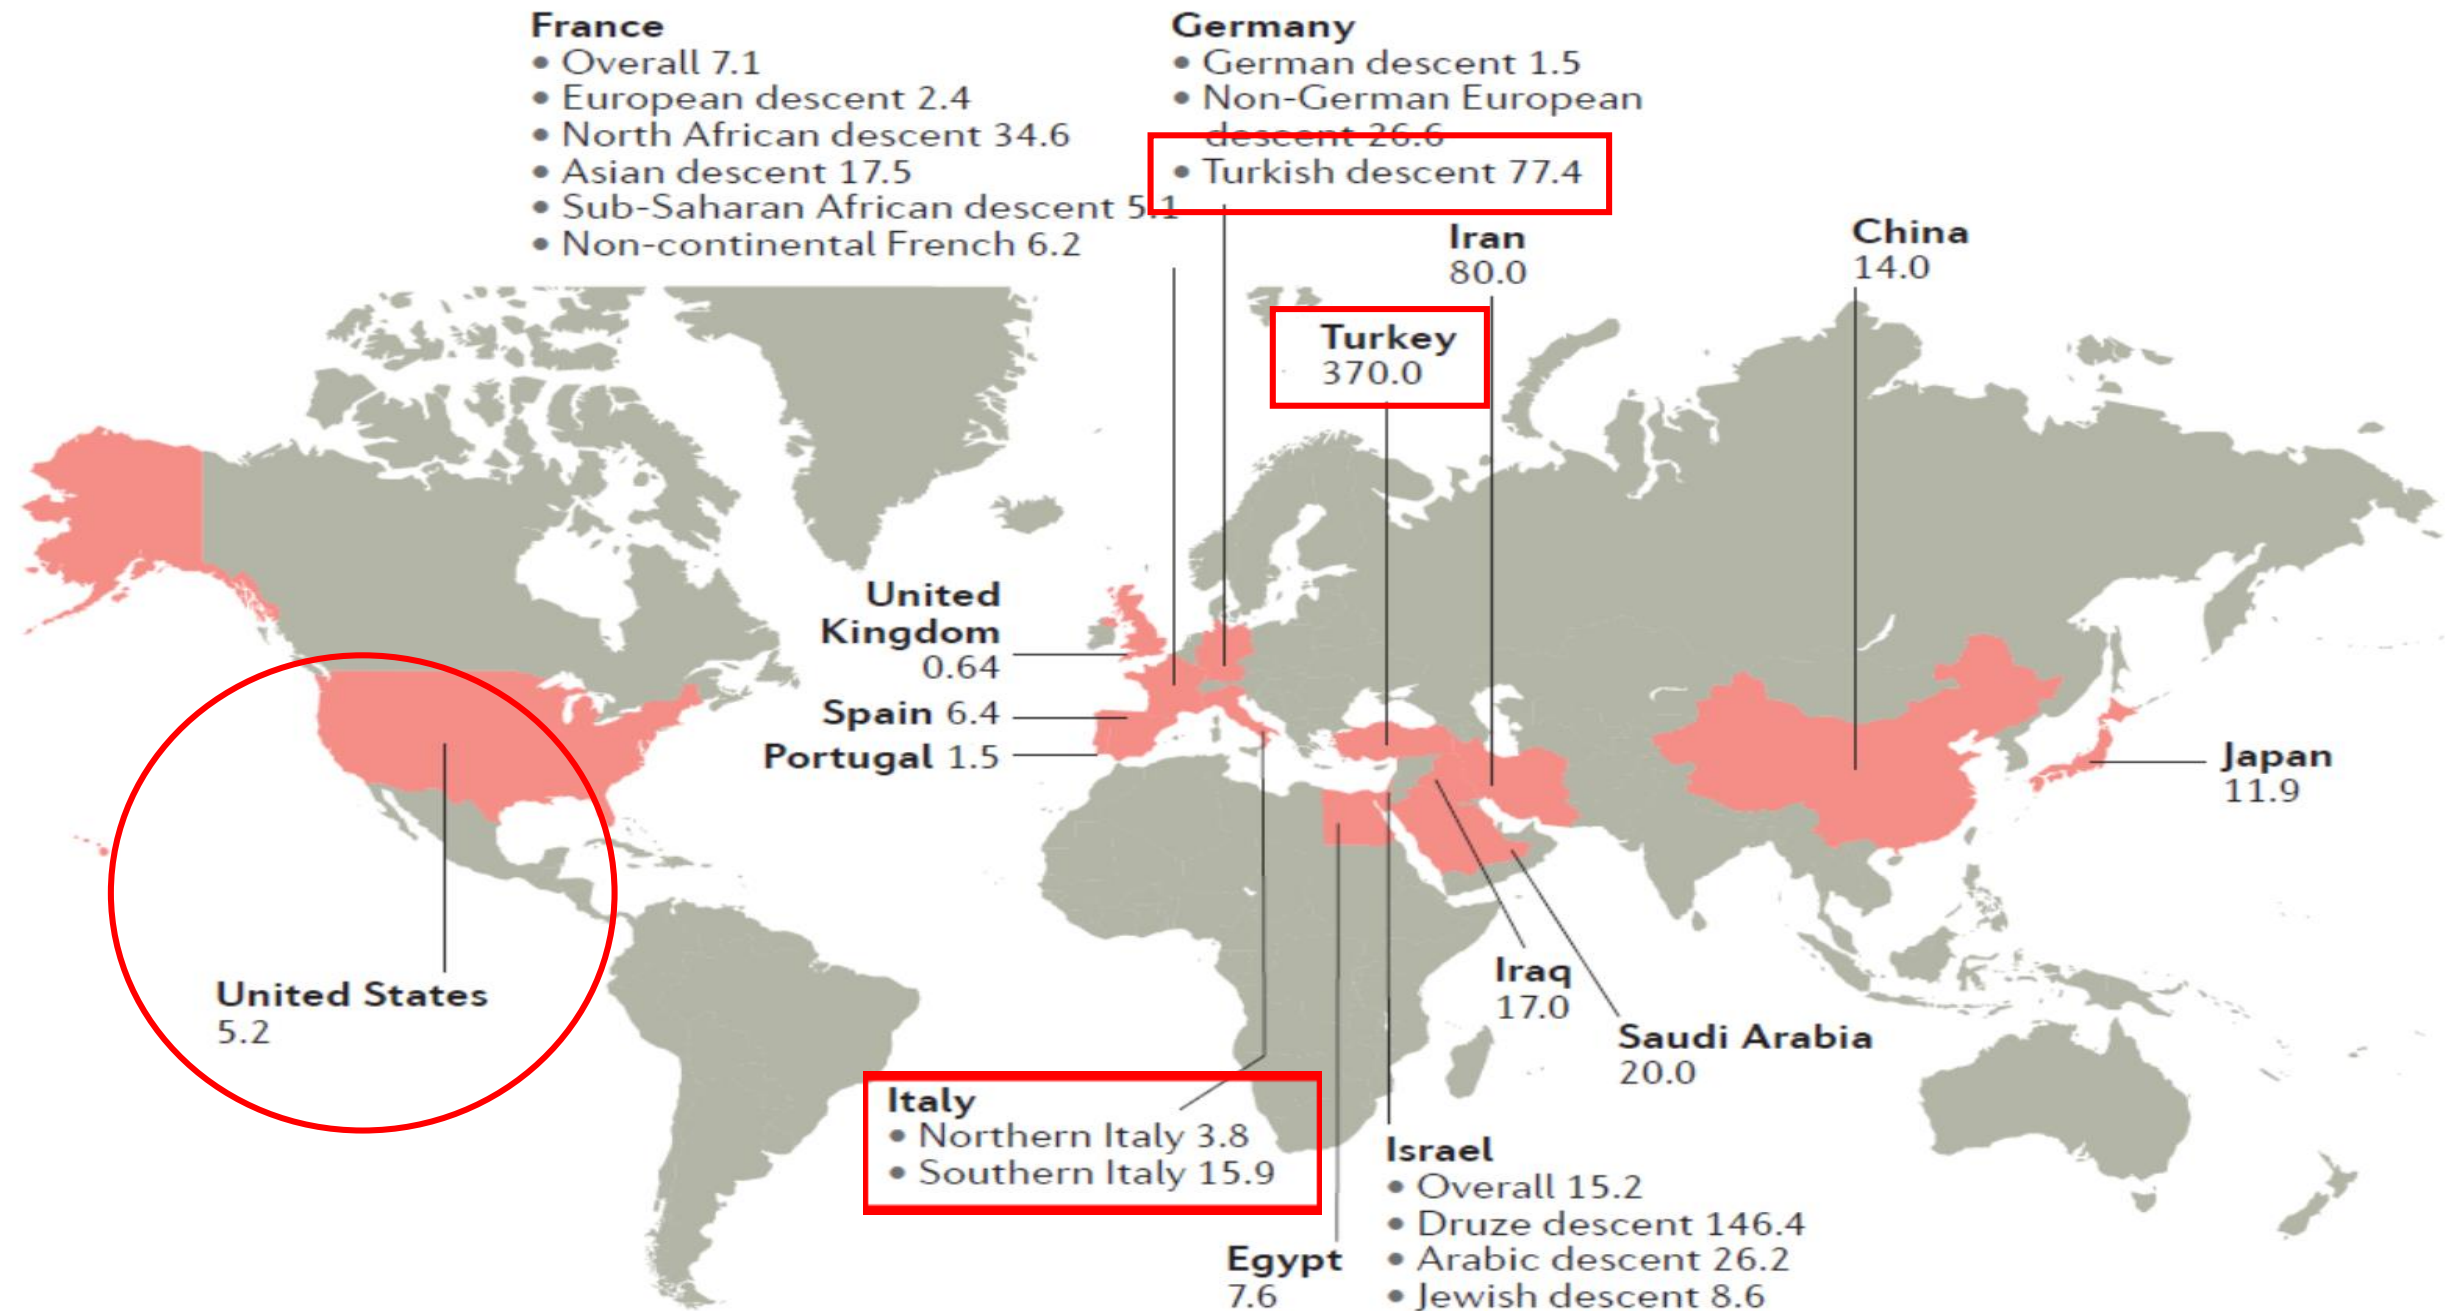 France
• Overall 7.1
• European descent 2.4
• North African descent 34.6
• Asian descent 17.5
• Sub-Saharan African descent 5.1
• Non-continental French 6.2
Germany
• German descent 1.5
• Non-German European
descent 26.6
• Turkish descent 77.4
Iran
80.0
China
14.0
Turkey
370.0
United
Kingdom
0.64
Spain 6.4
Portugal 1.5
Japan
11.9
United States
5.2
Iraq
17.0
Saudi Arabia
20.0
Italy
• Northern Italy 3.8
• Southern Italy 15.9
Israel
• Overall 15.2
• Druze descent 146.4
• Arabic descent 26.2
• Jewish descent 8.6
Egypt
7.6